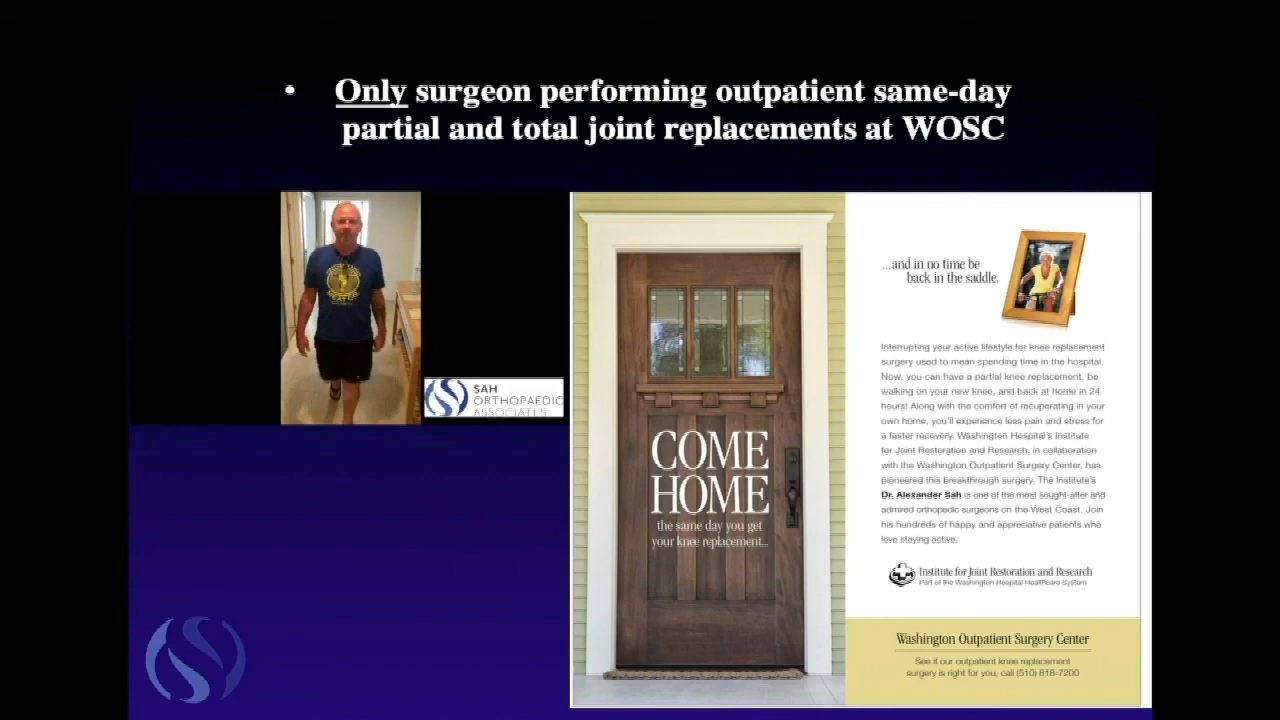 • Only surgeon performing outpatient same-day
partial and total joint replacements at WOSC
SAH
ORTHOPAEDIC
ASSOCIATES
COME
HOME
the same day you get
your knee replacement...
...and in no time be
back in the saddle.
Interrupting your active lifestyle for knee replacement
surgery used to mean spending time in the hospital.
Now, you can have a partial knee replacement, be
walking on your new knee, and back at home in 24
hours! Along with the comfort of recuperating in your
own home, you'll experience less pain and stress for
a faster recovery. Washington Hospital's Institute
for Joint Restoration and Research, in collaboration
with the Washington Outpatient Surgery Center, has
pioneered this breakthrough surgery. The Institute's
Dr. Alexander Sah is one of the most sought-after and
admired orthopedic surgeons on the West Coast. Join
his hundreds of happy and appreciative patients who
love staying active.
Institute for Joint Restoration and Research
Part of the Washington Hospital Healthcare System
Washington Outpatient Surgery Center
See if our outpatient knee replacement
surgery is right for you, call (510) 818-7200